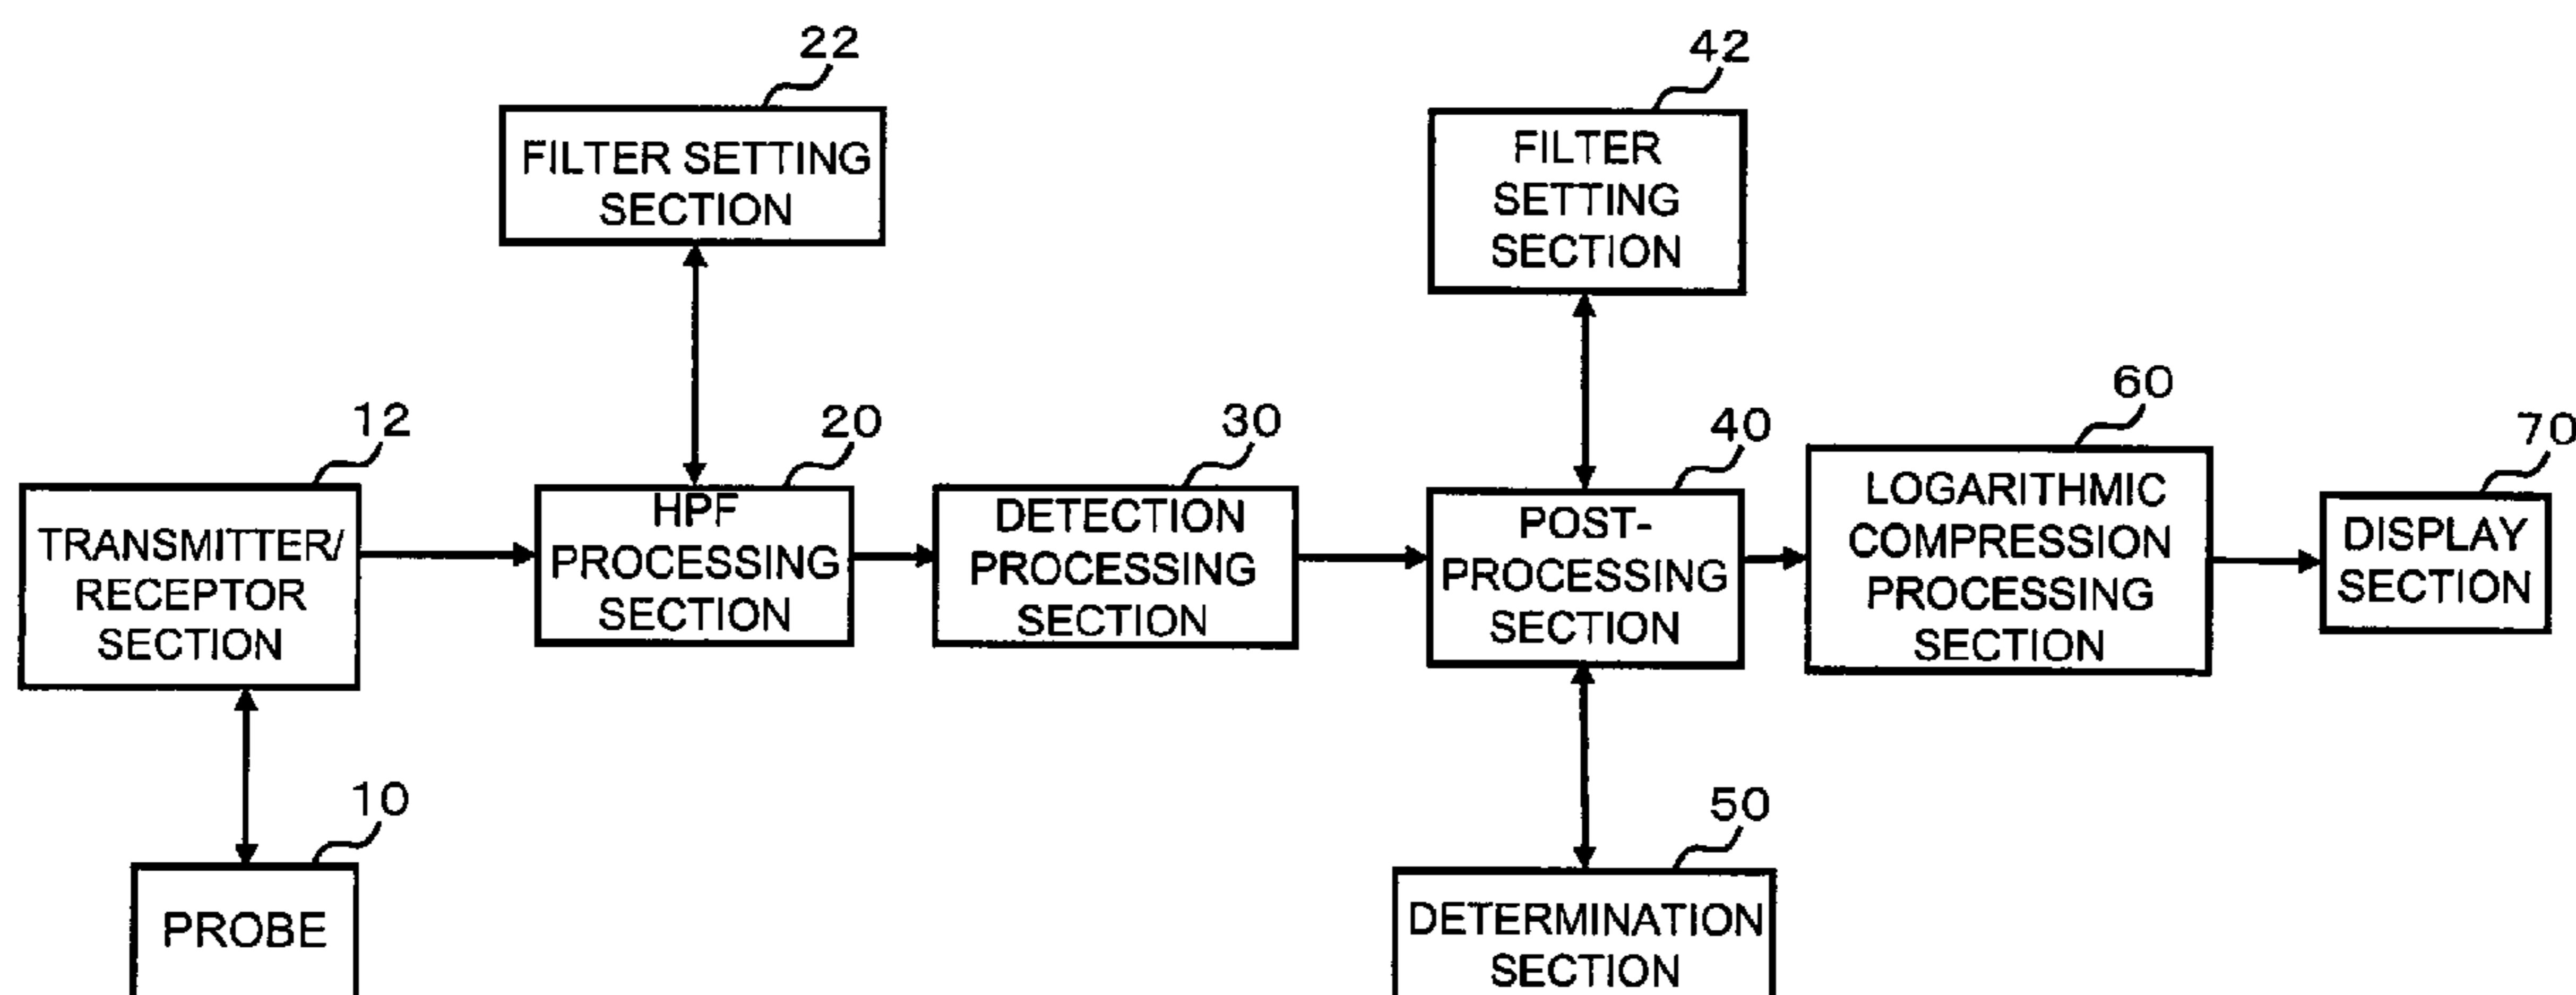 22
FILTER SETTING
SECTION
42
FILTER
SETTING
SECTION
12
TRANSMITTER/
RECEPTOR
SECTION
20
HPF
PROCESSING
SECTION
30
DETECTION
PROCESSING
SECTION
40
POST-
PROCESSING
SECTION
60
LOGARITHMIC
COMPRESSION
PROCESSING
SECTION
70
DISPLAY
SECTION
10
PROBE
50
DETERMINATION
SECTION